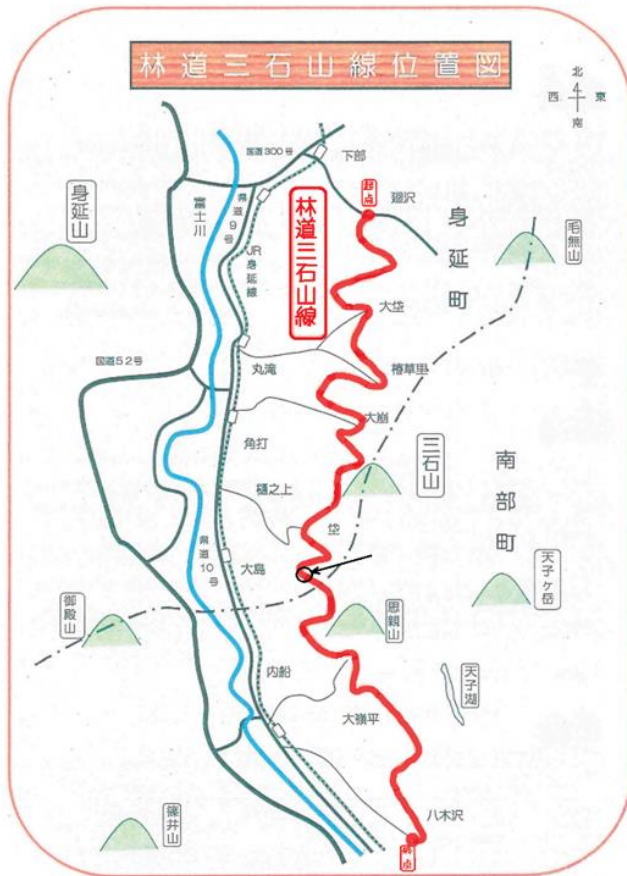 林道三石山線位置図
北
西 東
南
国道300号
下部
起点
廻沢
身延町
毛無山
身延山
富士川
県道9号
JR身延線
林道三石山線
大垈
国道52号
丸滝
椿草里
大崩
角打
三石山
南部町
樋之上
垈
県道10号
大島
天子ヶ岳
御殿山
思親山
内船
天子湖
大嶺平
八木沢
篠井山
終点